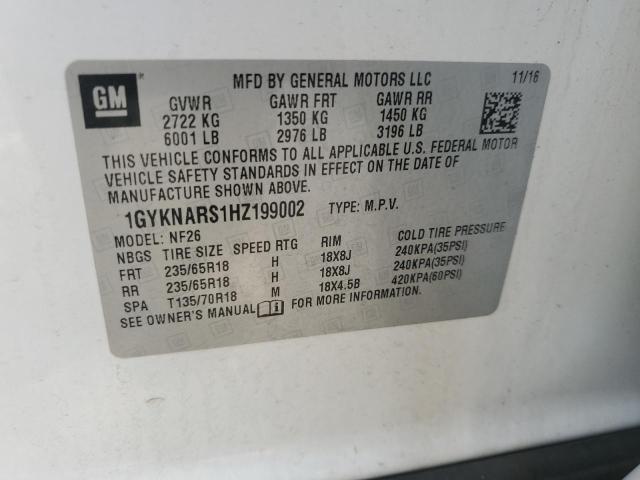 GM
MFD BY GENERAL MOTORS LLC 11/16
GVWR GAWR FRT GAWR RR
2722 KG 1350 KG 1450 KG
6001 LB 2976 LB 3196 LB
THIS VEHICLE CONFORMS TO ALL APPLICABLE U.S. FEDERAL MOTOR
VEHICLE SAFETY STANDARDS IN EFFECT ON THE DATE OF
MANUFACTURE SHOWN ABOVE.
1GYKNARS1HZ199002 TYPE: M.P.V.
MODEL: NF26
NBGS TIRE SIZE SPEED RTG RIM COLD TIRE PRESSURE
FRT 235/65R18 H 18X8J 240KPA(35PSI)
RR 235/65R18 H 18X8J 240KPA(35PSI)
SPA T135/70R18 M 18X4.5B 420KPA(60PSI)
SEE OWNER'S MANUAL FOR MORE INFORMATION.